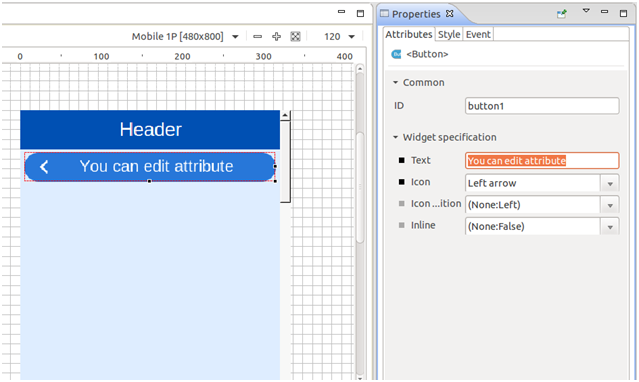 Mobile 1P [480x800] 120
0 100 200 300 400
Header
You can edit attribute
Properties
Attributes Style Event
<Button>
Common
ID button1
Widget specification
Text You can edit attribute
Icon Left arrow
Icon ...ition (None:Left)
Inline (None:False)